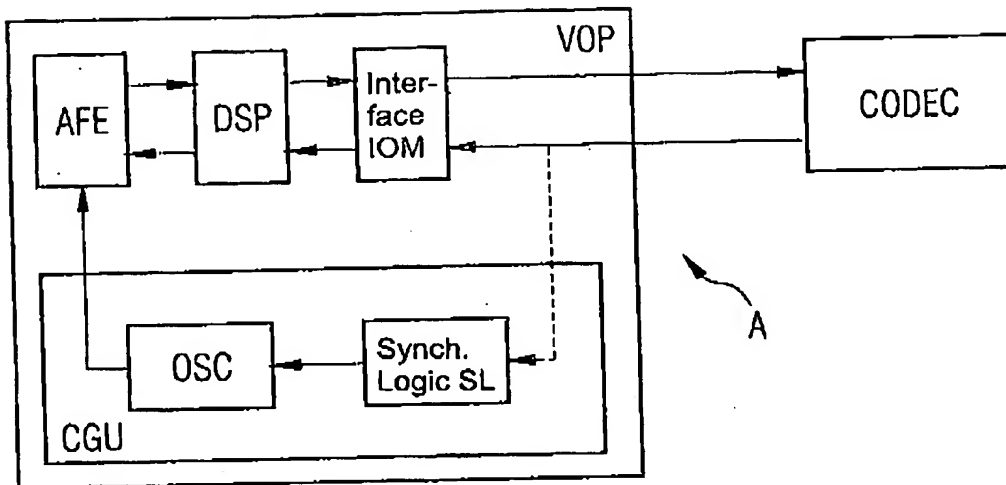 VOP
AFE
DSP
Inter-
face
IOM
CODEC
A
OSC
Synch.
Logic SL
CGU